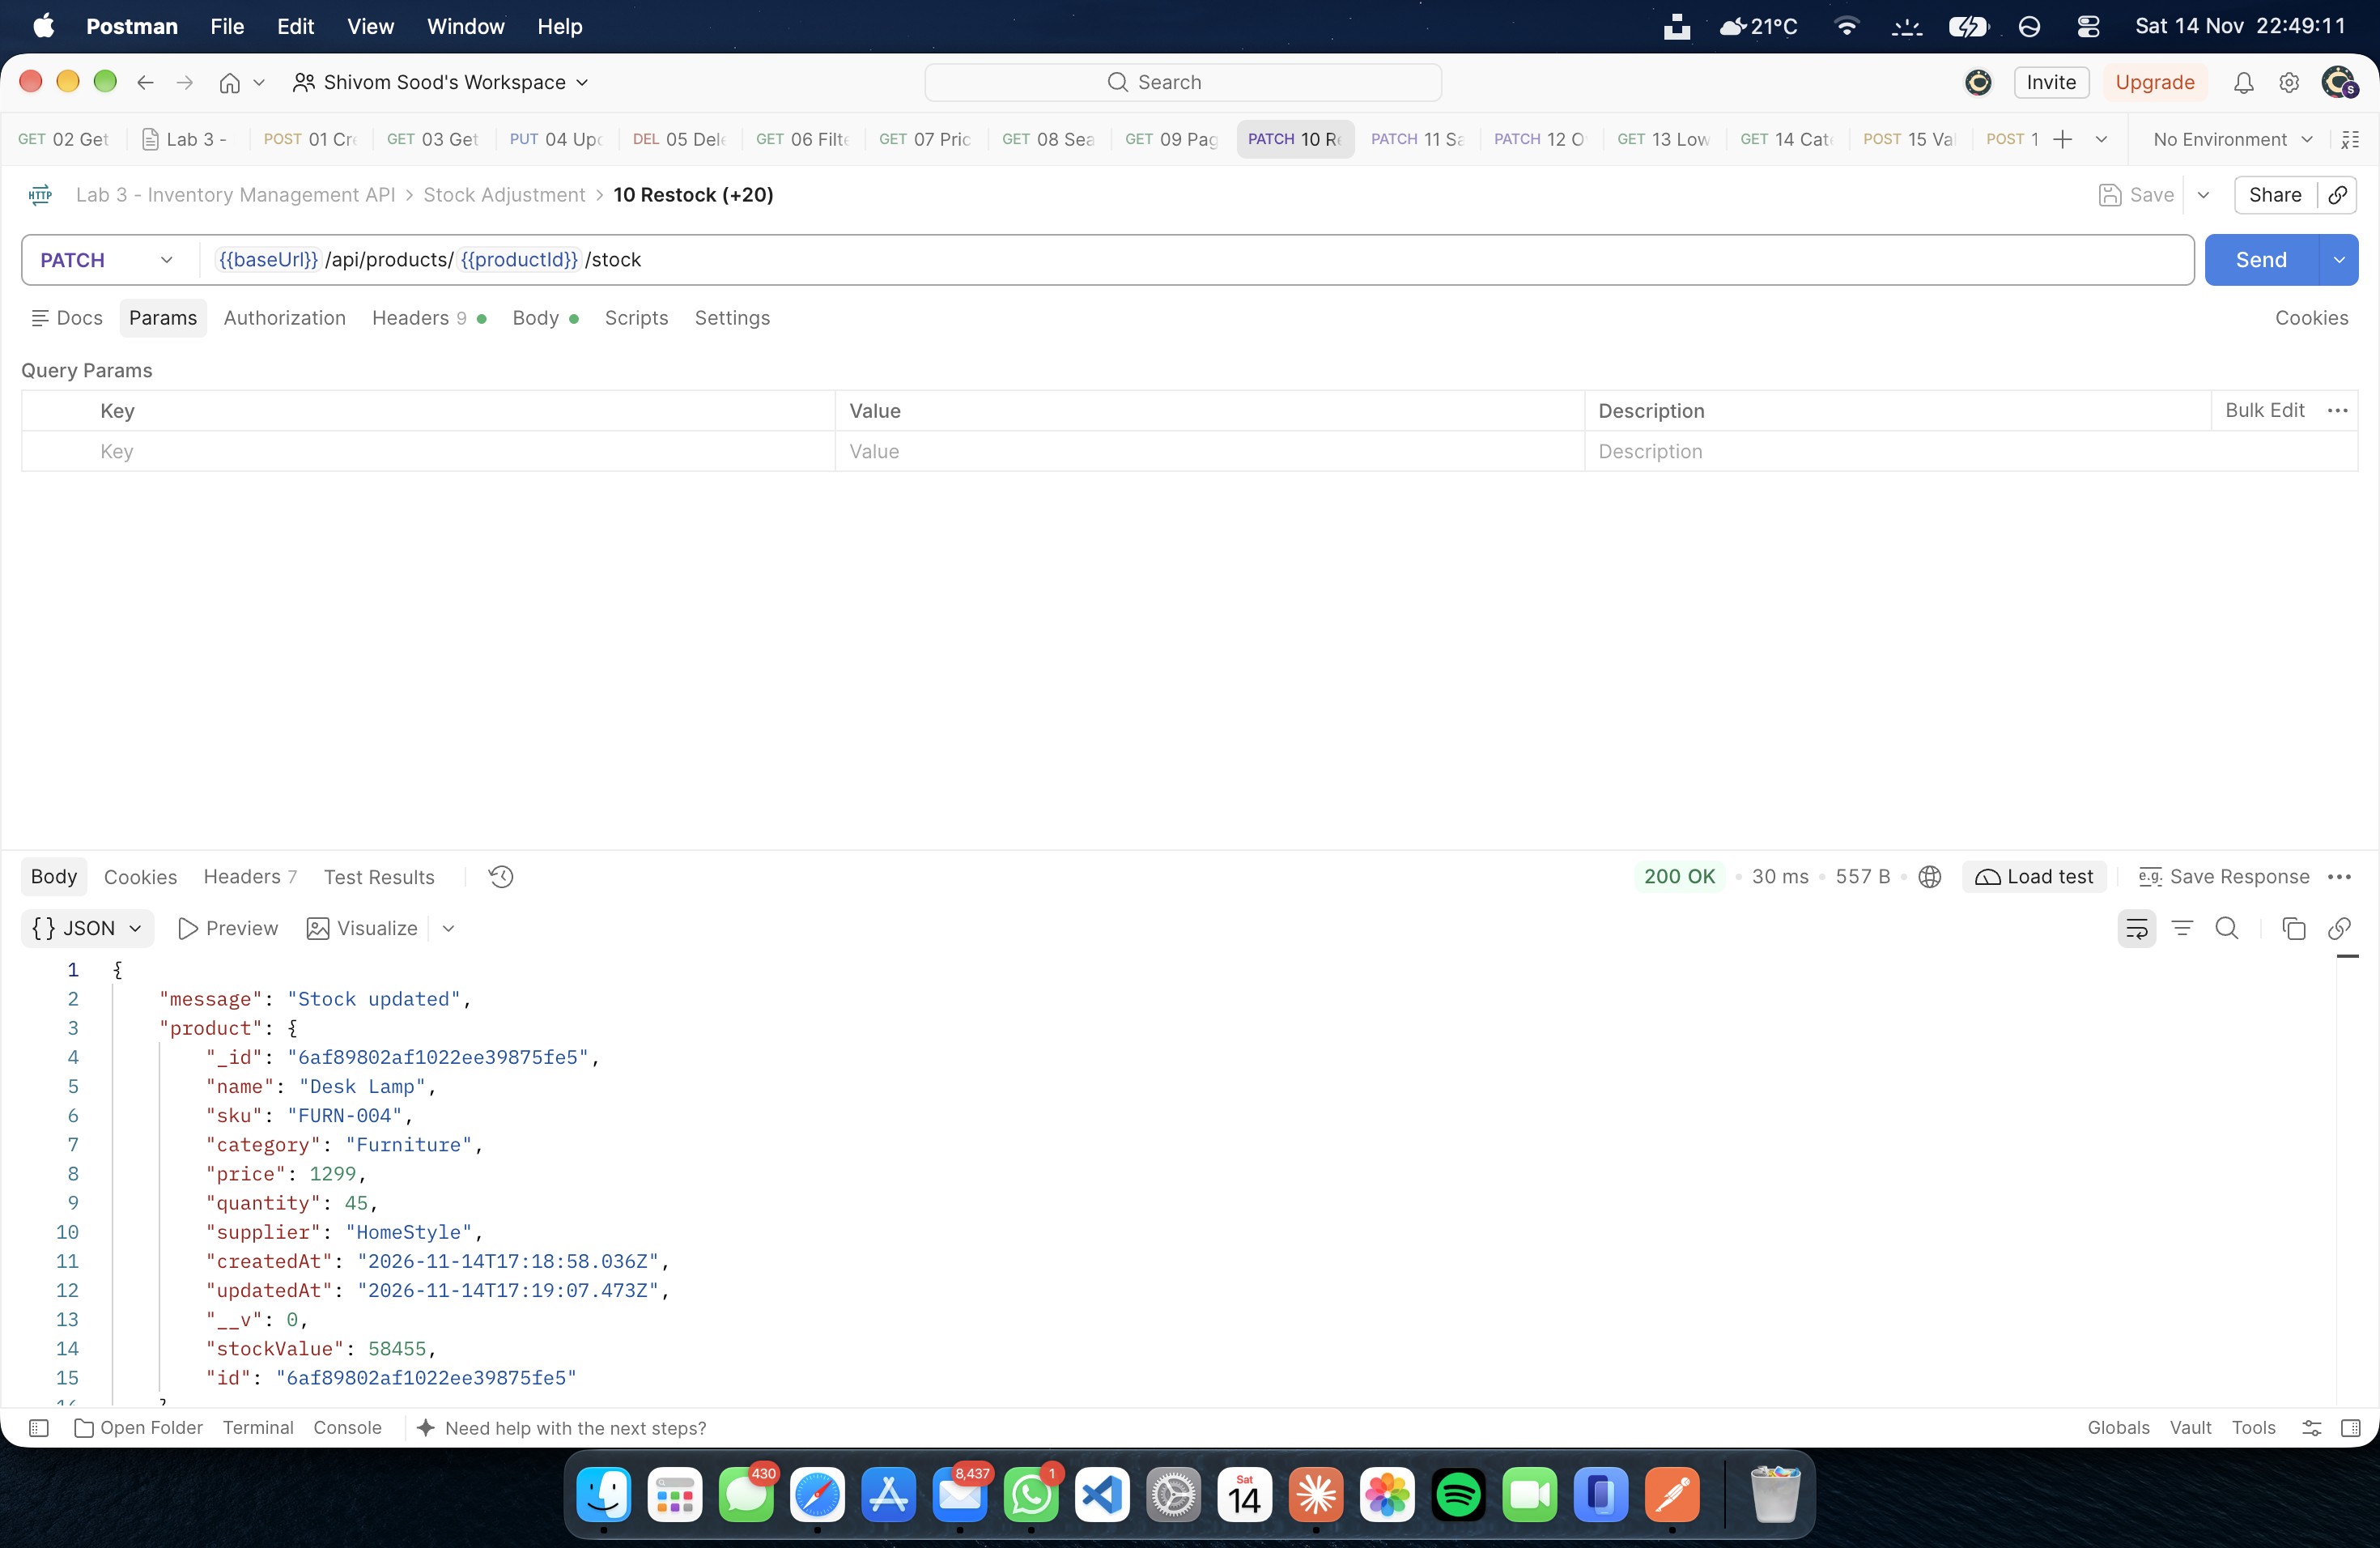 Postman File Edit View Window Help 21°C Sat 14 Nov 22:49:11
Shivom Sood's Workspace Search Invite Upgrade
GET 02 Get Lab 3 - POST 01 Cre GET 03 Get PUT 04 Upd DEL 05 Dele GET 06 Filte GET 07 Pric GET 08 Sea GET 09 Pag PATCH 10 Re PATCH 11 Sa PATCH 12 O GET 13 Low GET 14 Cate POST 15 Val POST 1 No Environment
HTTP Lab 3 - Inventory Management API > Stock Adjustment > 10 Restock (+20) Save Share
PATCH {{baseUrl}} /api/products/ {{productId}} /stock Send
Docs Params Authorization Headers 9 Body Scripts Settings Cookies
Query Params
Key Value Description Bulk Edit
Key Value Description
Body Cookies Headers 7 Test Results 200 OK 30 ms 557 B Load test e.g. Save Response
{ } JSON Preview Visualize
1 {
2 "message": "Stock updated",
3 "product": {
4 "_id": "6af89802af1022ee39875fe5",
5 "name": "Desk Lamp",
6 "sku": "FURN-004",
7 "category": "Furniture",
8 "price": 1299,
9 "quantity": 45,
10 "supplier": "HomeStyle",
11 "createdAt": "2026-11-14T17:18:58.036Z",
12 "updatedAt": "2026-11-14T17:19:07.473Z",
13 "__v": 0,
14 "stockValue": 58455,
15 "id": "6af89802af1022ee39875fe5"
Open Folder Terminal Console Need help with the next steps? Globals Vault Tools
430 8,437 1 Sat 14